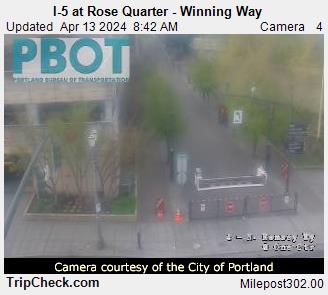 I-5 at Rose Quarter - Winning Way
Updated Apr 13 2024 8:42 AM Camera 4
PBOT
PORTLAND BUREAU OF TRANSPORTATION
Camera courtesy of the City of Portland
TripCheck.com Milepost302.00